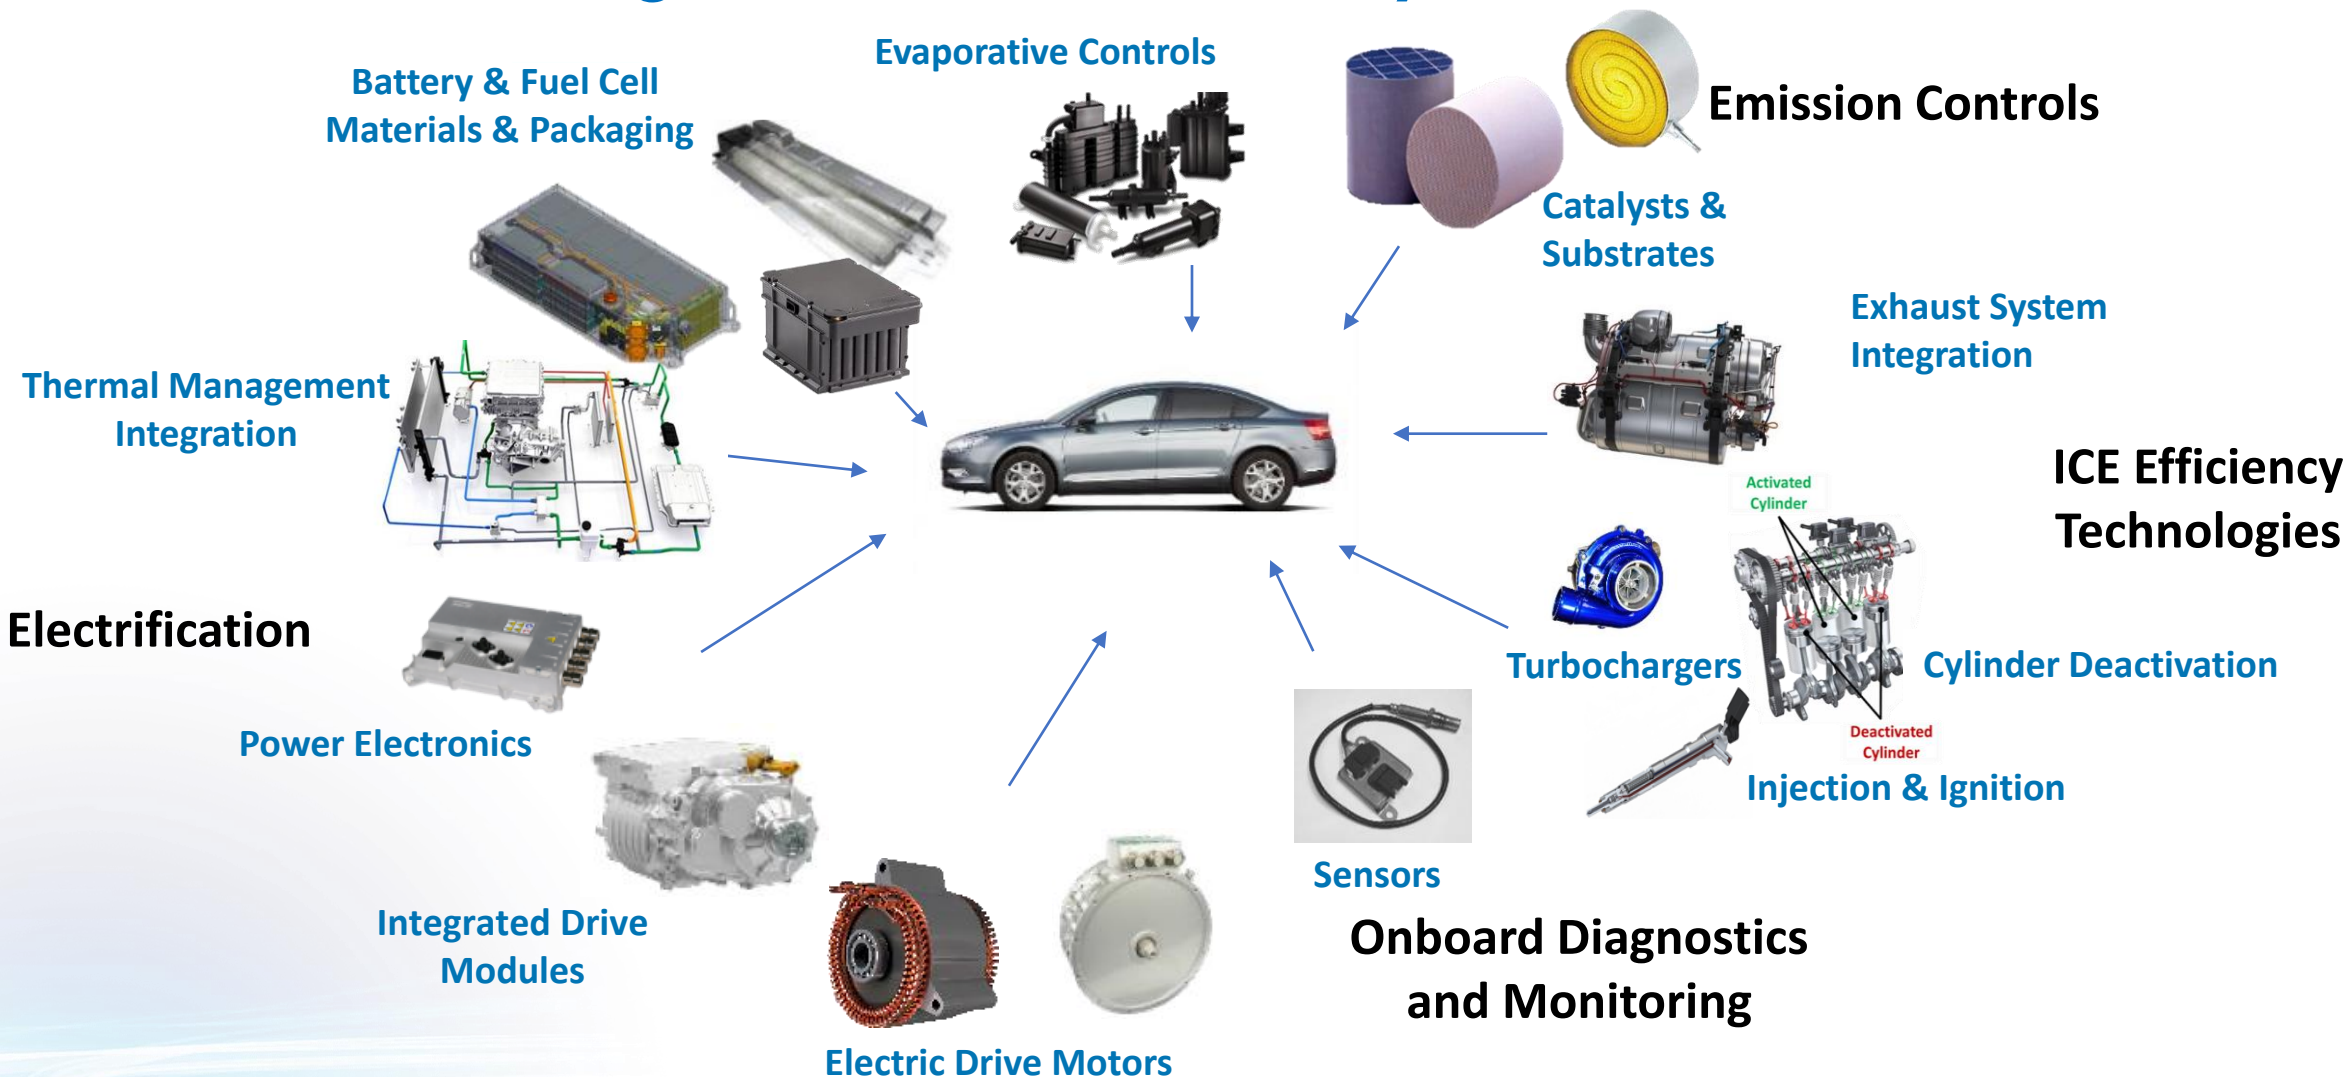 Evaporative Controls
Battery & Fuel Cell
Materials & Packaging
Emission Controls
Catalysts &
Substrates
Exhaust System
Integration
Thermal Management
Integration
ICE Efficiency
Technologies
Activated
Cylinder
Electrification
Turbochargers
Cylinder Deactivation
Deactivated
Cylinder
Power Electronics
Injection & Ignition
Sensors
Integrated Drive
Modules
Onboard Diagnostics
and Monitoring
Electric Drive Motors